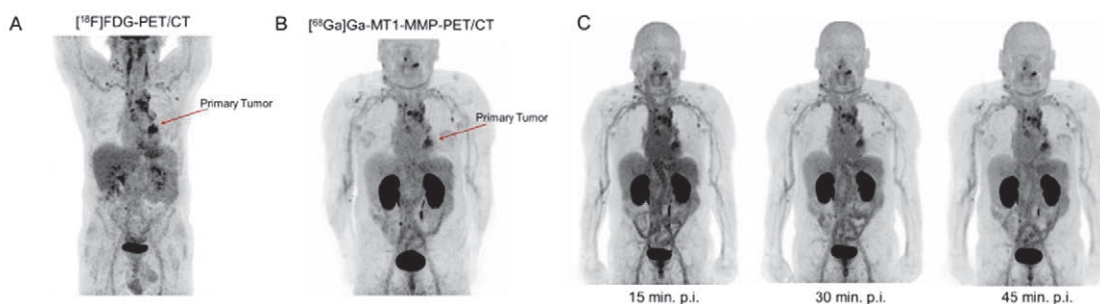 A
[¹⁸F]FDG-PET/CT
Primary Tumor
B
[⁶⁸Ga]Ga-MT1-MMP-PET/CT
Primary Tumor
C
15 min. p.i.
30 min. p.i.
45 min. p.i.